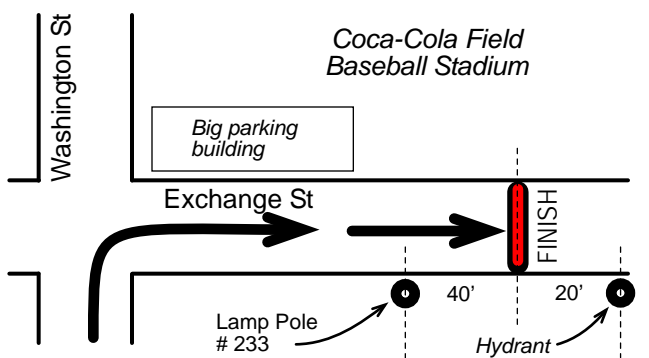 Washington St
Coca-Cola Field
Baseball Stadium
Big parking
building
Exchange St
FINISH
40’
20’
Lamp Pole
# 233
Hydrant